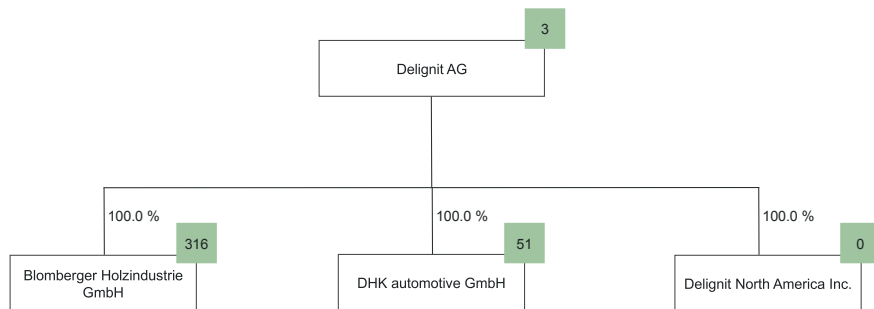 3
Delignit AG
100.0 %
100.0 %
100.0 %
316
51
0
Blomberger Holzindustrie
GmbH
DHK automotive GmbH
Delignit North America Inc.